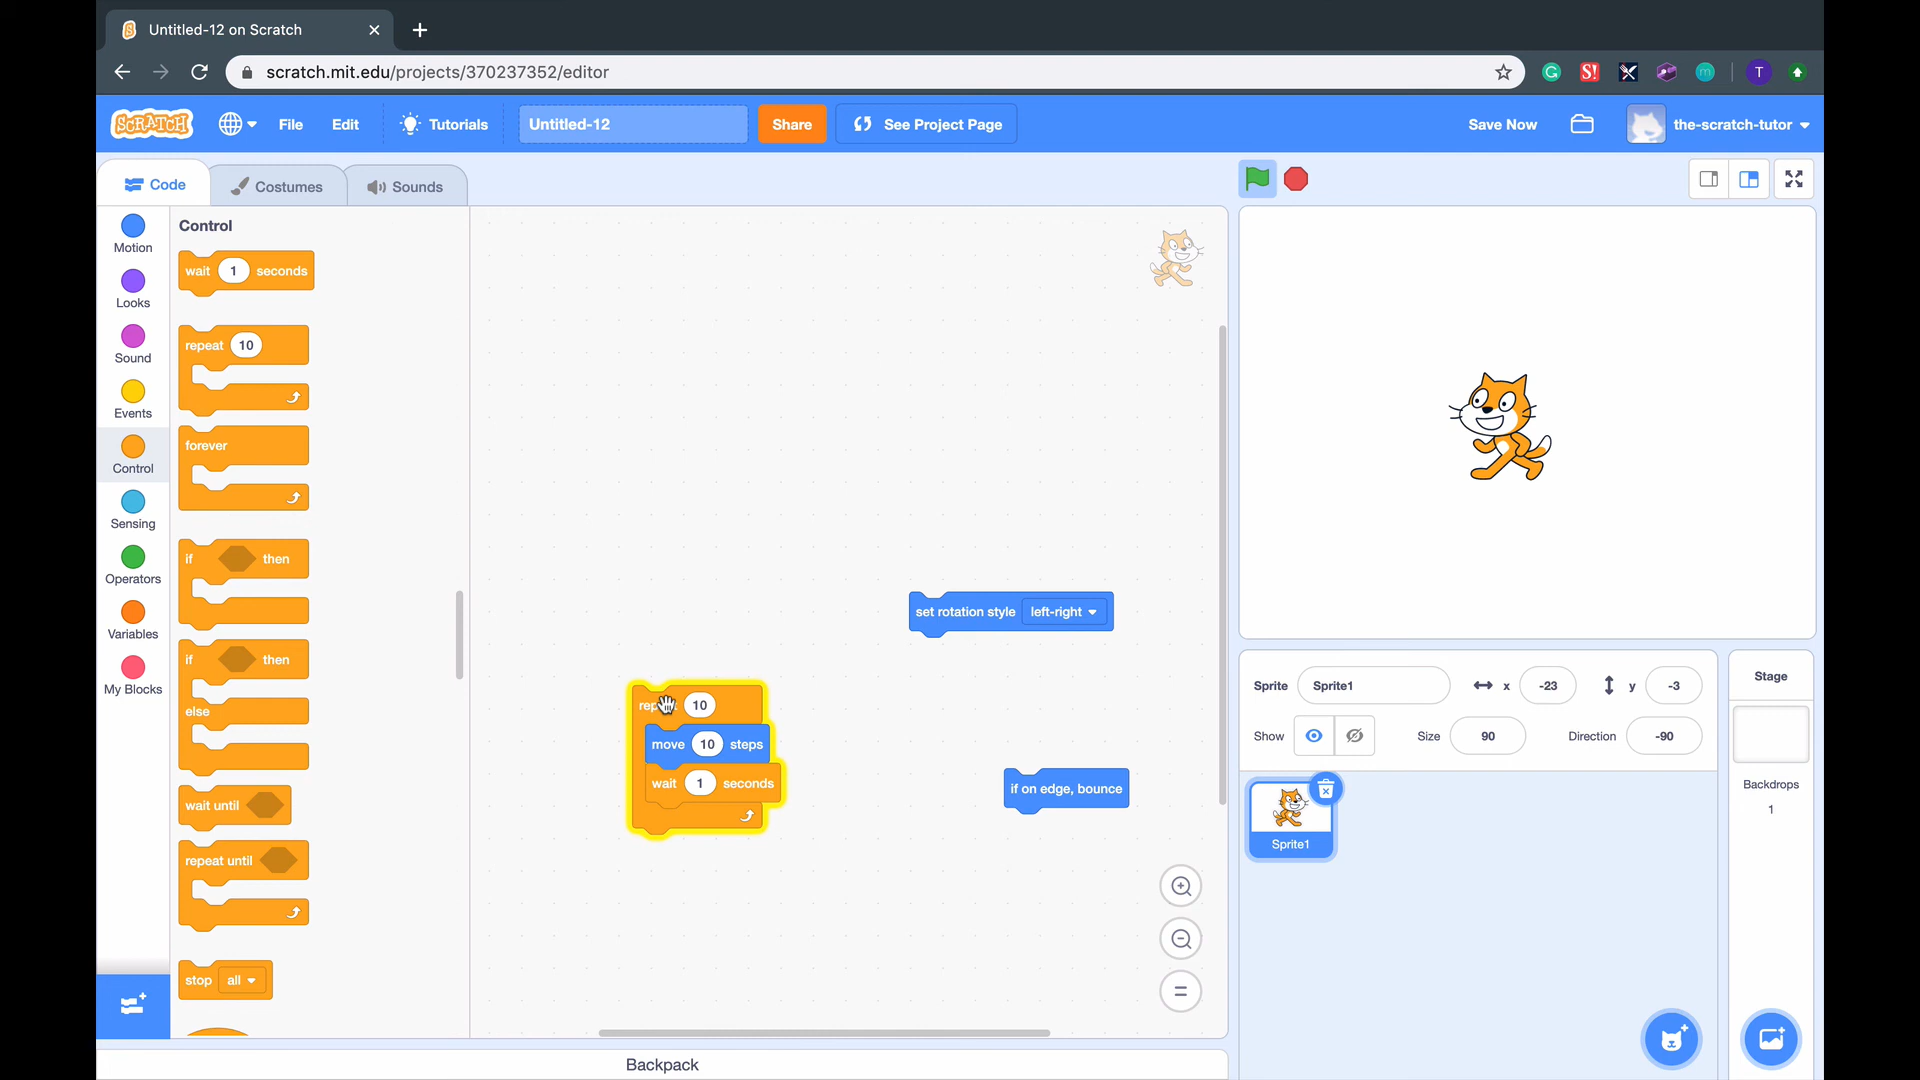 Untitled-12 on Scratch
scratch.mit.edu/projects/370237352/editor
S!
m
T
SCRATCH
File
Edit
Tutorials
Untitled-12
Share
See Project Page
Save Now
the-scratch-tutor
Code
Costumes
Sounds
Motion
Looks
Sound
Events
Control
Sensing
Operators
Variables
My Blocks
Control
wait 1 seconds
repeat 10
forever
if then
if then
else
wait until
repeat until
stop all
set rotation style left-right
10
move 10 steps
wait 1 seconds
if on edge, bounce
Backpack
Sprite Sprite1 x -23 y -3
Show Size 90 Direction -90
Sprite1
Stage
Backdrops
1